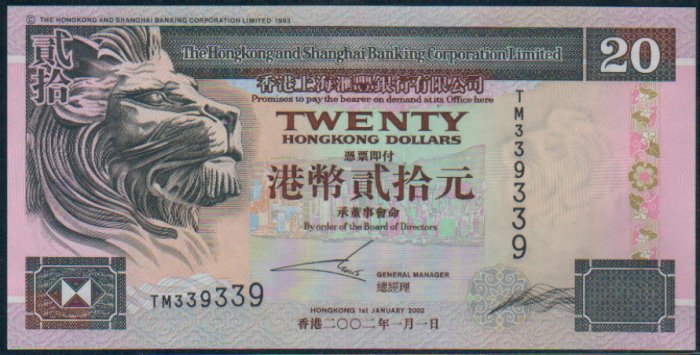 © THE HONGKONG AND SHANGHAI BANKING CORPORATION LIMITED 1993
貳拾
The Hongkong and Shanghai Banking Corporation Limited
20
香港上海滙豐銀行有限公司
Promises to pay the bearer on demand at its Office here
TWENTY
HONGKONG DOLLARS
憑票即付
港幣貳拾元
承董事會命
By order of the Board of Directors
TM339339
GENERAL MANAGER
總經理
TM339339
HONGKONG 1st JANUARY 2002
香港二〇〇二年一月一日